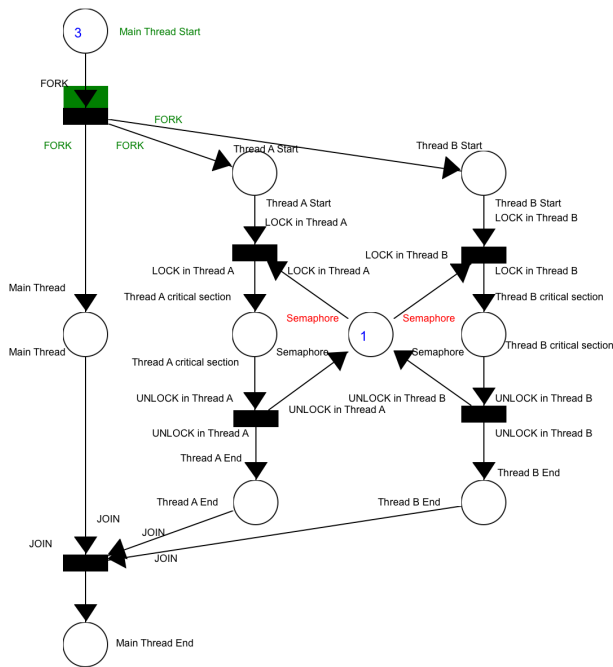 3
Main Thread Start
FORK
FORK
FORK
FORK
Thread A Start
Thread B Start
Thread A Start
Thread B Start
LOCK in Thread A
LOCK in Thread B
LOCK in Thread A
LOCK in Thread A
LOCK in Thread B
LOCK in Thread B
Main Thread
Thread A critical section
Thread B critical section
Semaphore
Semaphore
1
Main Thread
Thread A critical section
Semaphore
Semaphore
Thread B critical section
UNLOCK in Thread A
UNLOCK in Thread A
UNLOCK in Thread B
UNLOCK in Thread B
UNLOCK in Thread A
UNLOCK in Thread B
Thread A End
Thread B End
Thread A End
Thread B End
JOIN
JOIN
JOIN
JOIN
Main Thread End